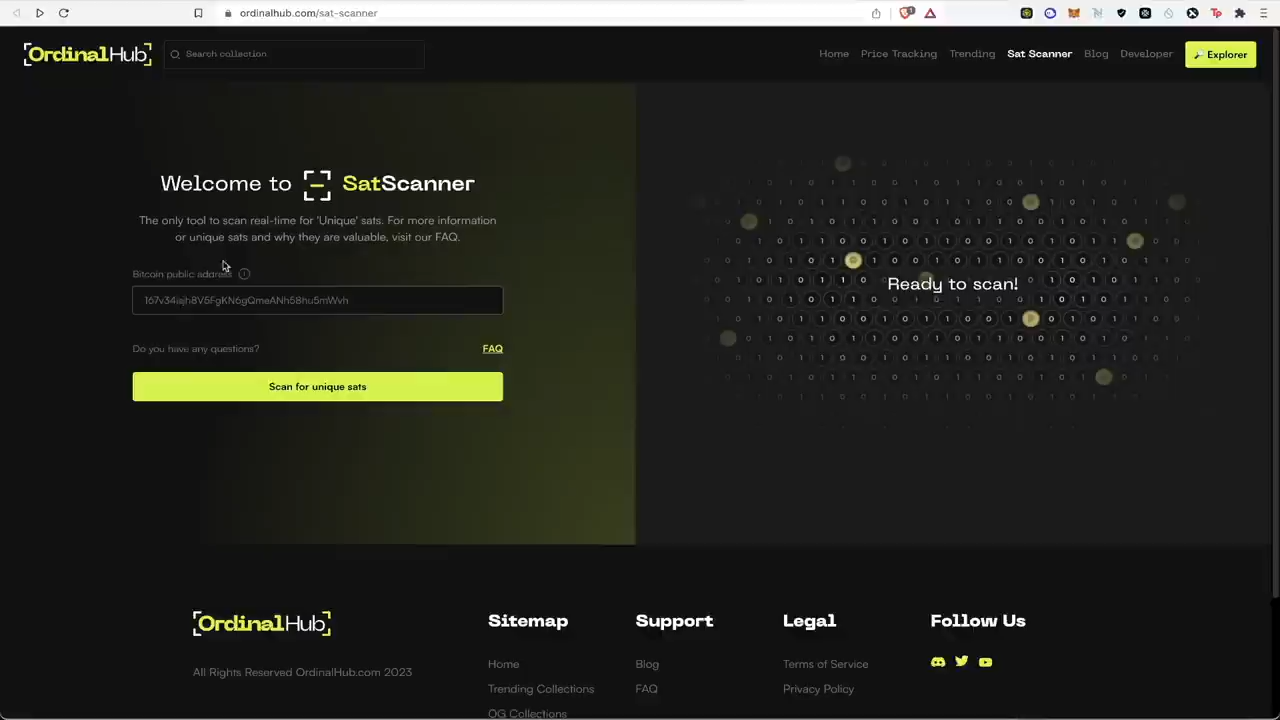 ordinalhub.com/sat-scanner
[OrdinalHub]
Search collection
Home Price Tracking Trending Sat Scanner Blog Developer Explorer
Welcome to SatScanner
The only tool to scan real-time for 'Unique' sats. For more information
or unique sats and why they are valuable, visit our FAQ.
Bitcoin public address
Ready to scan!
Do you have any questions? FAQ
Scan for unique sats
[OrdinalHub]
All Rights Reserved OrdinalHub.com 2023
Sitemap
Home
Trending Collections
OG Collections
Support
Blog
FAQ
Legal
Terms of Service
Privacy Policy
Follow Us